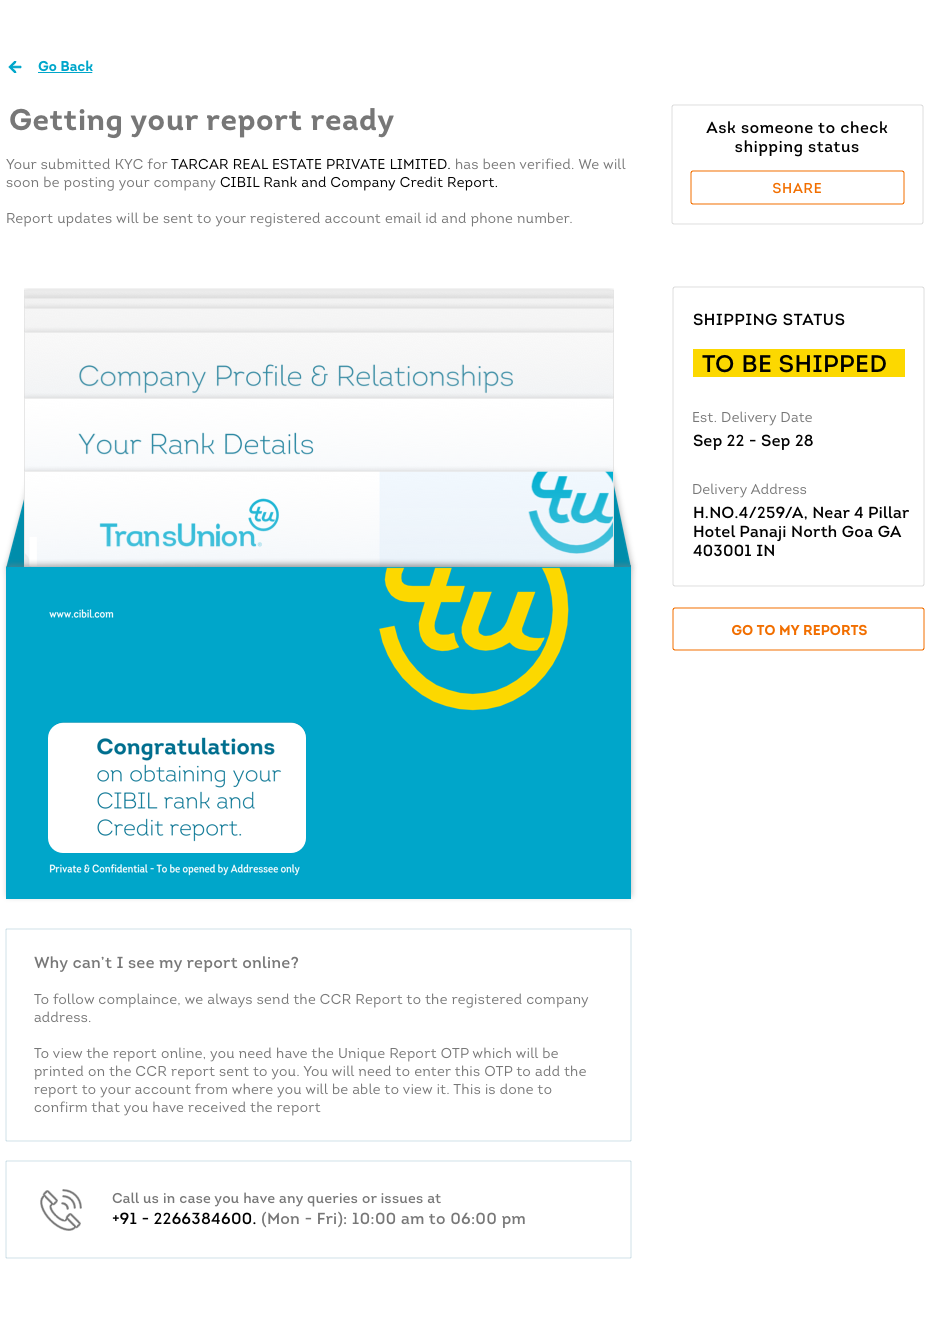 Go Back
Getting your report ready
Your submitted KYC for TARCAR REAL ESTATE PRIVATE LIMITED. has been verified. We will
soon be posting your company CIBIL Rank and Company Credit Report.
Report updates will be sent to your registered account email id and phone number.
Ask someone to check
shipping status
SHARE
Company Profile & Relationships
Your Rank Details
TransUnion
tu
tu
www.cibil.com
tu
Congratulations
on obtaining your
CIBIL rank and
Credit report.
Private & Confidential - To be opened by Addressee only
SHIPPING STATUS
TO BE SHIPPED
Est. Delivery Date
Sep 22 - Sep 28
Delivery Address
H.NO.4/259/A, Near 4 Pillar
Hotel Panaji North Goa GA
403001 IN
GO TO MY REPORTS
Why can't I see my report online?
To follow complaince, we always send the CCR Report to the registered company
address.
To view the report online, you need have the Unique Report OTP which will be
printed on the CCR report sent to you. You will need to enter this OTP to add the
report to your account from where you will be able to view it. This is done to
confirm that you have received the report
Call us in case you have any queries or issues at
+91 - 2266384600. (Mon - Fri): 10:00 am to 06:00 pm